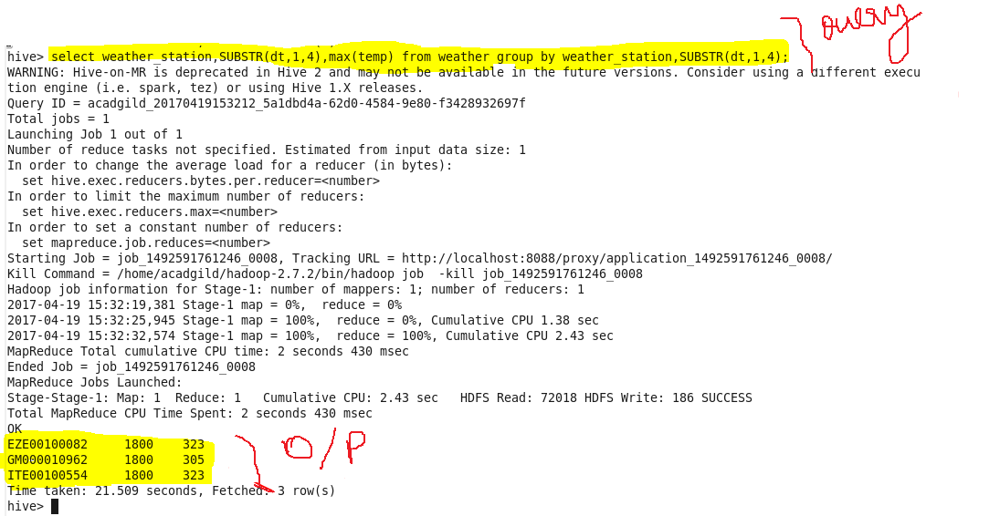 query
hive> select weather_station,SUBSTR(dt,1,4),max(temp) from weather group by weather_station,SUBSTR(dt,1,4);
WARNING: Hive-on-MR is deprecated in Hive 2 and may not be available in the future versions. Consider using a different execu
tion engine (i.e. spark, tez) or using Hive 1.X releases.
Query ID = acadgild_20170419153212_5a1dbd4a-62d0-4584-9e80-f3428932697f
Total jobs = 1
Launching Job 1 out of 1
Number of reduce tasks not specified. Estimated from input data size: 1
In order to change the average load for a reducer (in bytes):
  set hive.exec.reducers.bytes.per.reducer=<number>
In order to limit the maximum number of reducers:
  set hive.exec.reducers.max=<number>
In order to set a constant number of reducers:
  set mapreduce.job.reduces=<number>
Starting Job = job_1492591761246_0008, Tracking URL = http://localhost:8088/proxy/application_1492591761246_0008/
Kill Command = /home/acadgild/hadoop-2.7.2/bin/hadoop job  -kill job_1492591761246_0008
Hadoop job information for Stage-1: number of mappers: 1; number of reducers: 1
2017-04-19 15:32:19,381 Stage-1 map = 0%,  reduce = 0%
2017-04-19 15:32:25,945 Stage-1 map = 100%,  reduce = 0%, Cumulative CPU 1.38 sec
2017-04-19 15:32:32,574 Stage-1 map = 100%,  reduce = 100%, Cumulative CPU 2.43 sec
MapReduce Total cumulative CPU time: 2 seconds 430 msec
Ended Job = job_1492591761246_0008
MapReduce Jobs Launched:
Stage-Stage-1: Map: 1  Reduce: 1   Cumulative CPU: 2.43 sec   HDFS Read: 72018 HDFS Write: 186 SUCCESS
Total MapReduce CPU Time Spent: 2 seconds 430 msec
OK
EZE00100082     1800    323
GM000010962     1800    305
ITE00100554     1800    323
O/P
Time taken: 21.509 seconds, Fetched: 3 row(s)
hive>